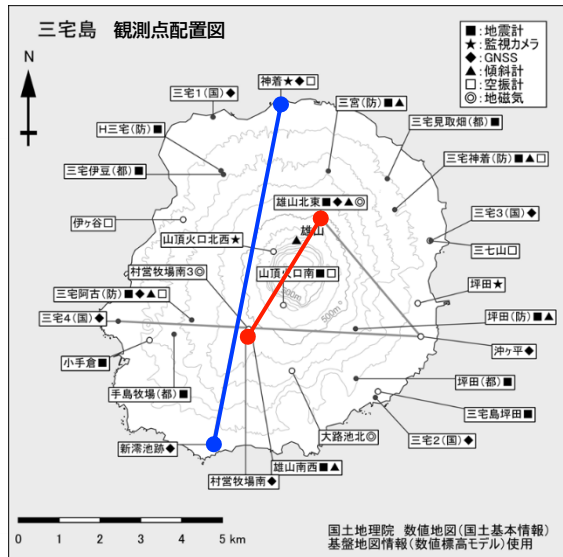 三宅島 観測点配置図
N
■:地震計
★:監視カメラ
◆:GNSS
▲:傾斜計
□:空振計
◎:地磁気
神着★◆□
三宅1(国)◆
三宮(防)■▲
H三宅(防)■
三宅見取畑(都)■
三宅伊豆(都)■
三宅神着(防)■▲□
雄山北東■◆▲◎
伊ヶ谷□
雄山
三宅3(国)◆
山頂火口北西★
三七山□
村営牧場南3◎
山頂火口南■□
坪田★
三宅阿古(防)■◆▲□
500m
三宅4(国)◆
坪田(防)■▲
小手倉■
沖ヶ平◆
手島牧場(都)■
坪田(都)■
三宅島坪田■
大路池北◎
三宅2(国)◆
新澪池跡◆
雄山南西■▲
村営牧場南◆
0 1 2 3 4 5 km
国土地理院 数値地図(国土基本情報)
基盤地図情報(数値標高モデル)使用